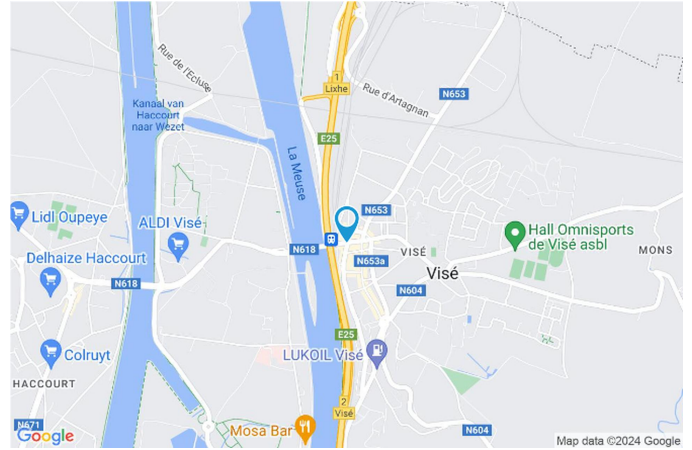 1
Lixhe
Rue de l'Ecluse
Rue d'Artagnan
N653
Kanaal van
Haccourt
naar Wezet
E25
La Meuse
Lidl Oupeye
ALDI Visé
N653
Hall Omnisports
de Visé asbl
Delhaize Haccourt
N618
N618
VISÉ
N653a
Visé
MONS
N604
E25
Colruyt
LUKOIL Visé
HACCOURT
2
Visé
N671
Mosa Bar
N604
Google
Map data ©2024 Google